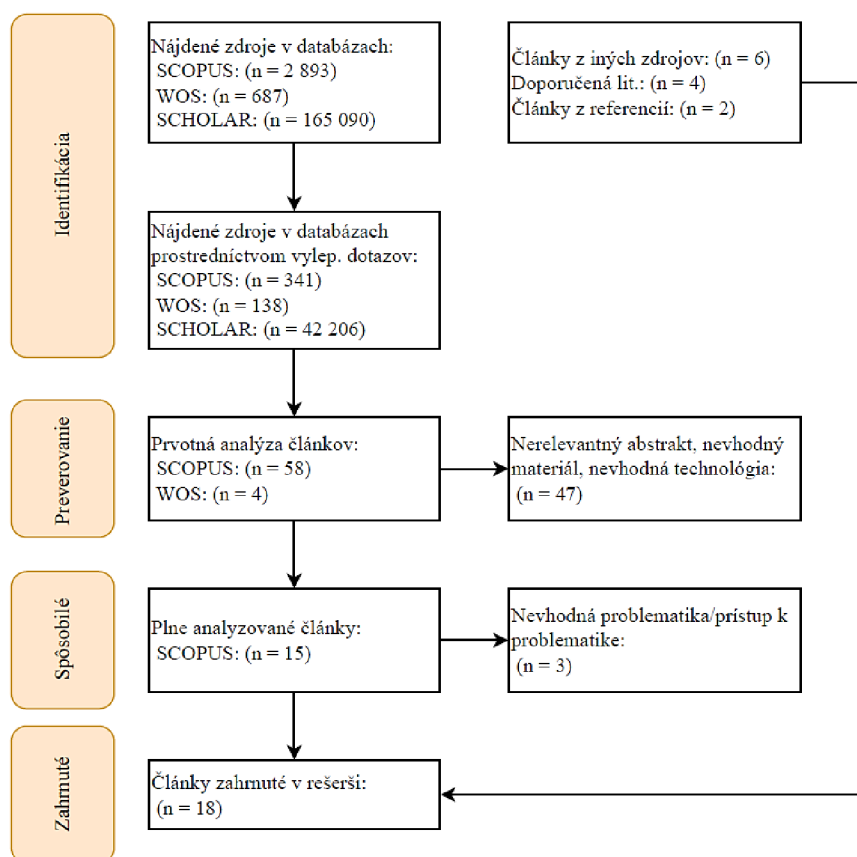 Identifikácia
Nájdené zdroje v databázach:
SCOPUS: (n = 2 893)
WOS: (n = 687)
SCHOLAR: (n = 165 090)
Články z iných zdrojov: (n = 6)
Doporučená lit.: (n = 4)
Články z referencií: (n = 2)
Nájdené zdroje v databázach
prostredníctvom vylep. dotazov:
SCOPUS: (n = 341)
WOS: (n = 138)
SCHOLAR: (n = 42 206)
Preverovanie
Prvotná analýza článkov:
SCOPUS: (n = 58)
WOS: (n = 4)
Nerelevantný abstrakt, nevhodný
materiál, nevhodná technológia:
(n = 47)
Spôsobilé
Plne analyzované články:
SCOPUS: (n = 15)
Nevhodná problematika/prístup k
problematike:
(n = 3)
Zahrnuté
Články zahrnuté v rešerši:
(n = 18)